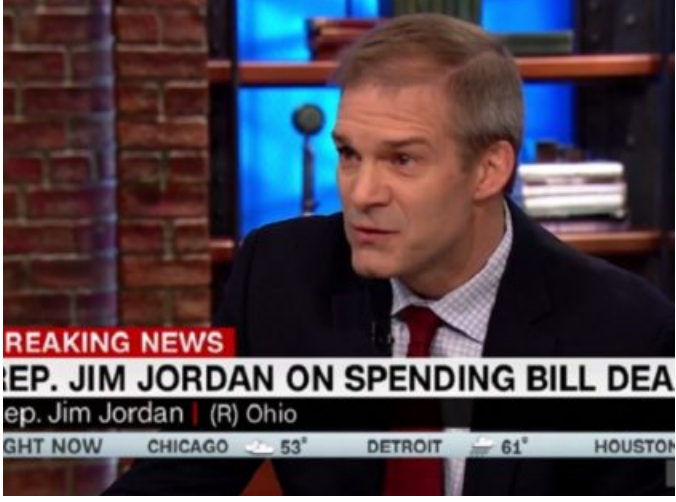 REAKING NEWS
EP. JIM JORDAN ON SPENDING BILL DEA
ep. Jim Jordan | (R) Ohio
GHT NOW CHICAGO 53° DETROIT 61° HOUSTON